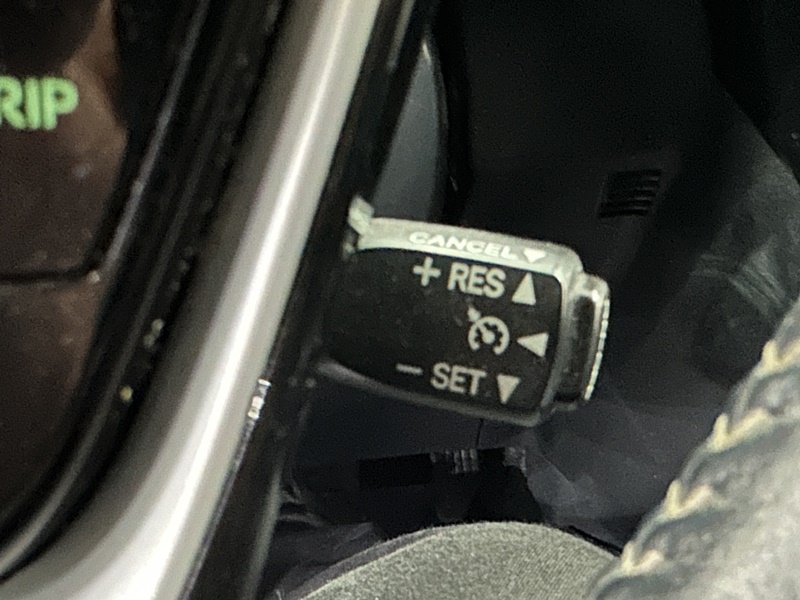 RIP
CANCEL▼
+ RES▲
◀
− SET▼